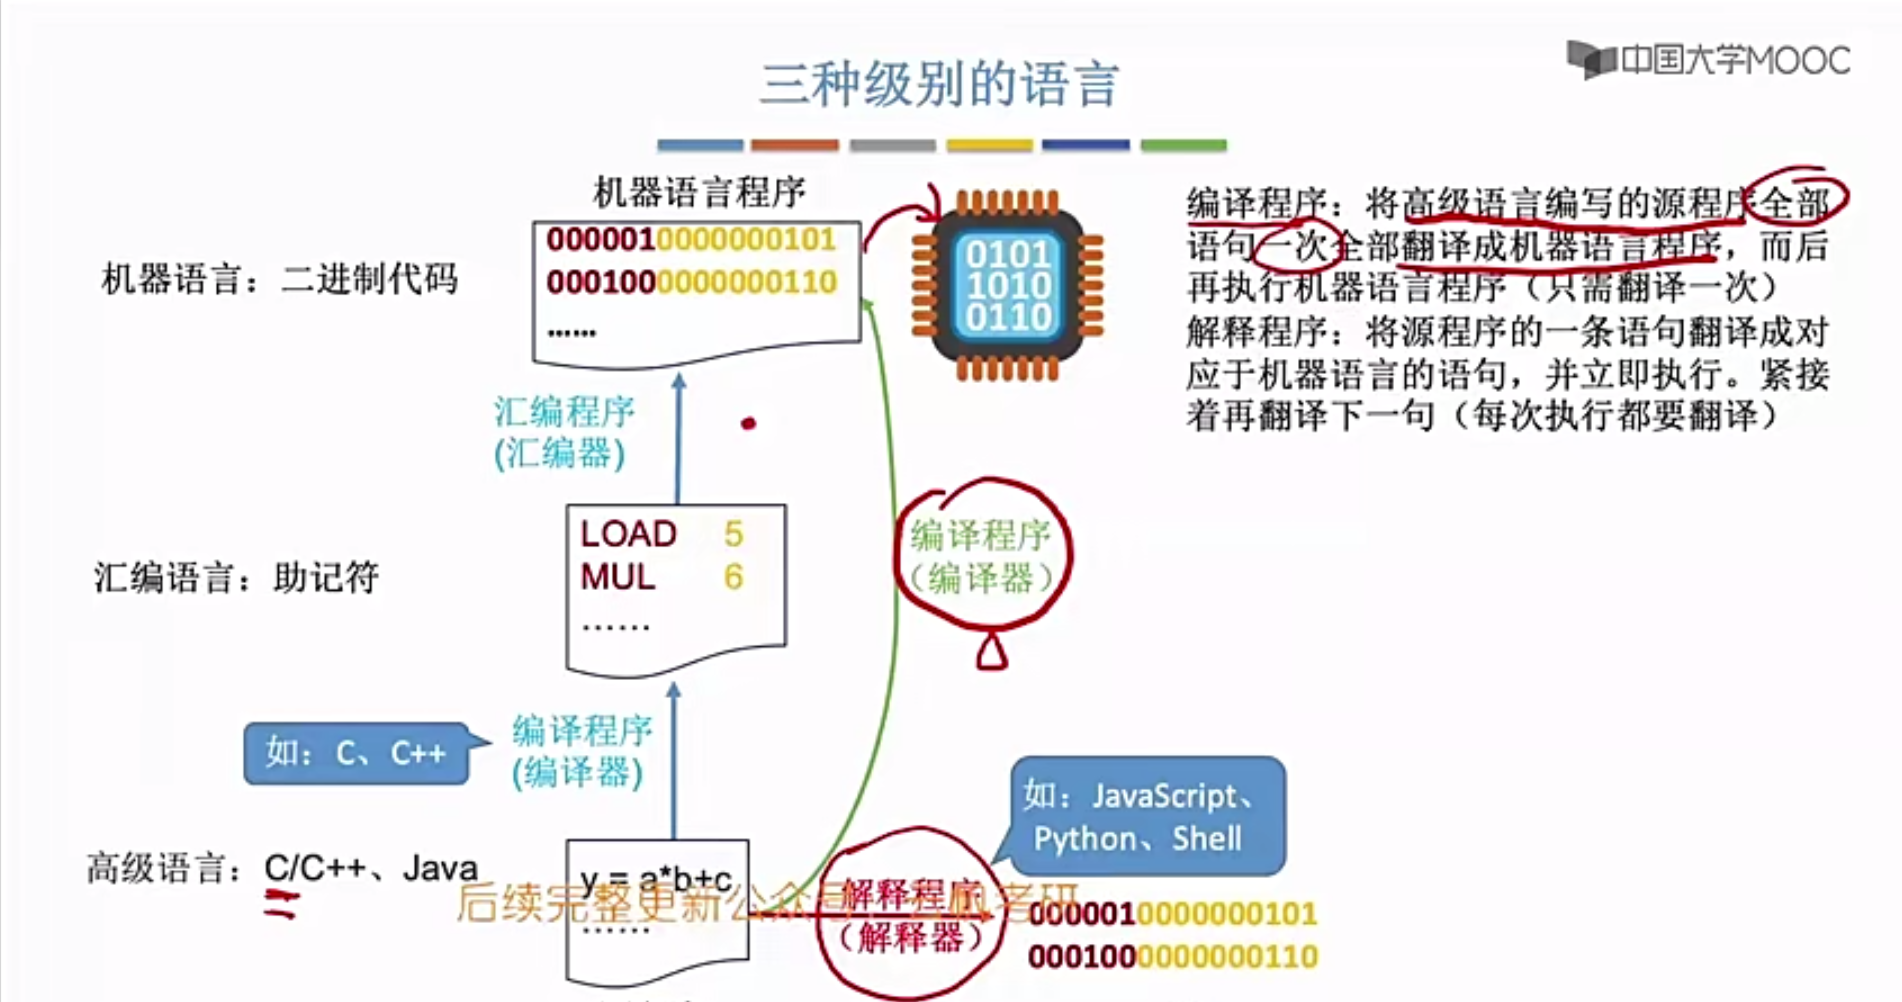 中国大学MOOC
三种级别的语言
机器语言程序
0000010000000101
0001000000000110
......
0101
1010
0110
机器语言：二进制代码
编译程序：将高级语言编写的源程序全部
语句一次全部翻译成机器语言程序，而后
再执行机器语言程序（只需翻译一次）
解释程序：将源程序的一条语句翻译成对
应于机器语言的语句，并立即执行。紧接
着再翻译下一句（每次执行都要翻译）
汇编程序
(汇编器)
LOAD 5
MUL 6
......
汇编语言：助记符
编译程序
（编译器）
如：C、C++
编译程序
(编译器)
如：JavaScript、
Python、Shell
高级语言：C/C++、Java
y = a*b+c
......
解释程序
（解释器）
0000010000000101
0001000000000110
后续完整更新公众号
考研